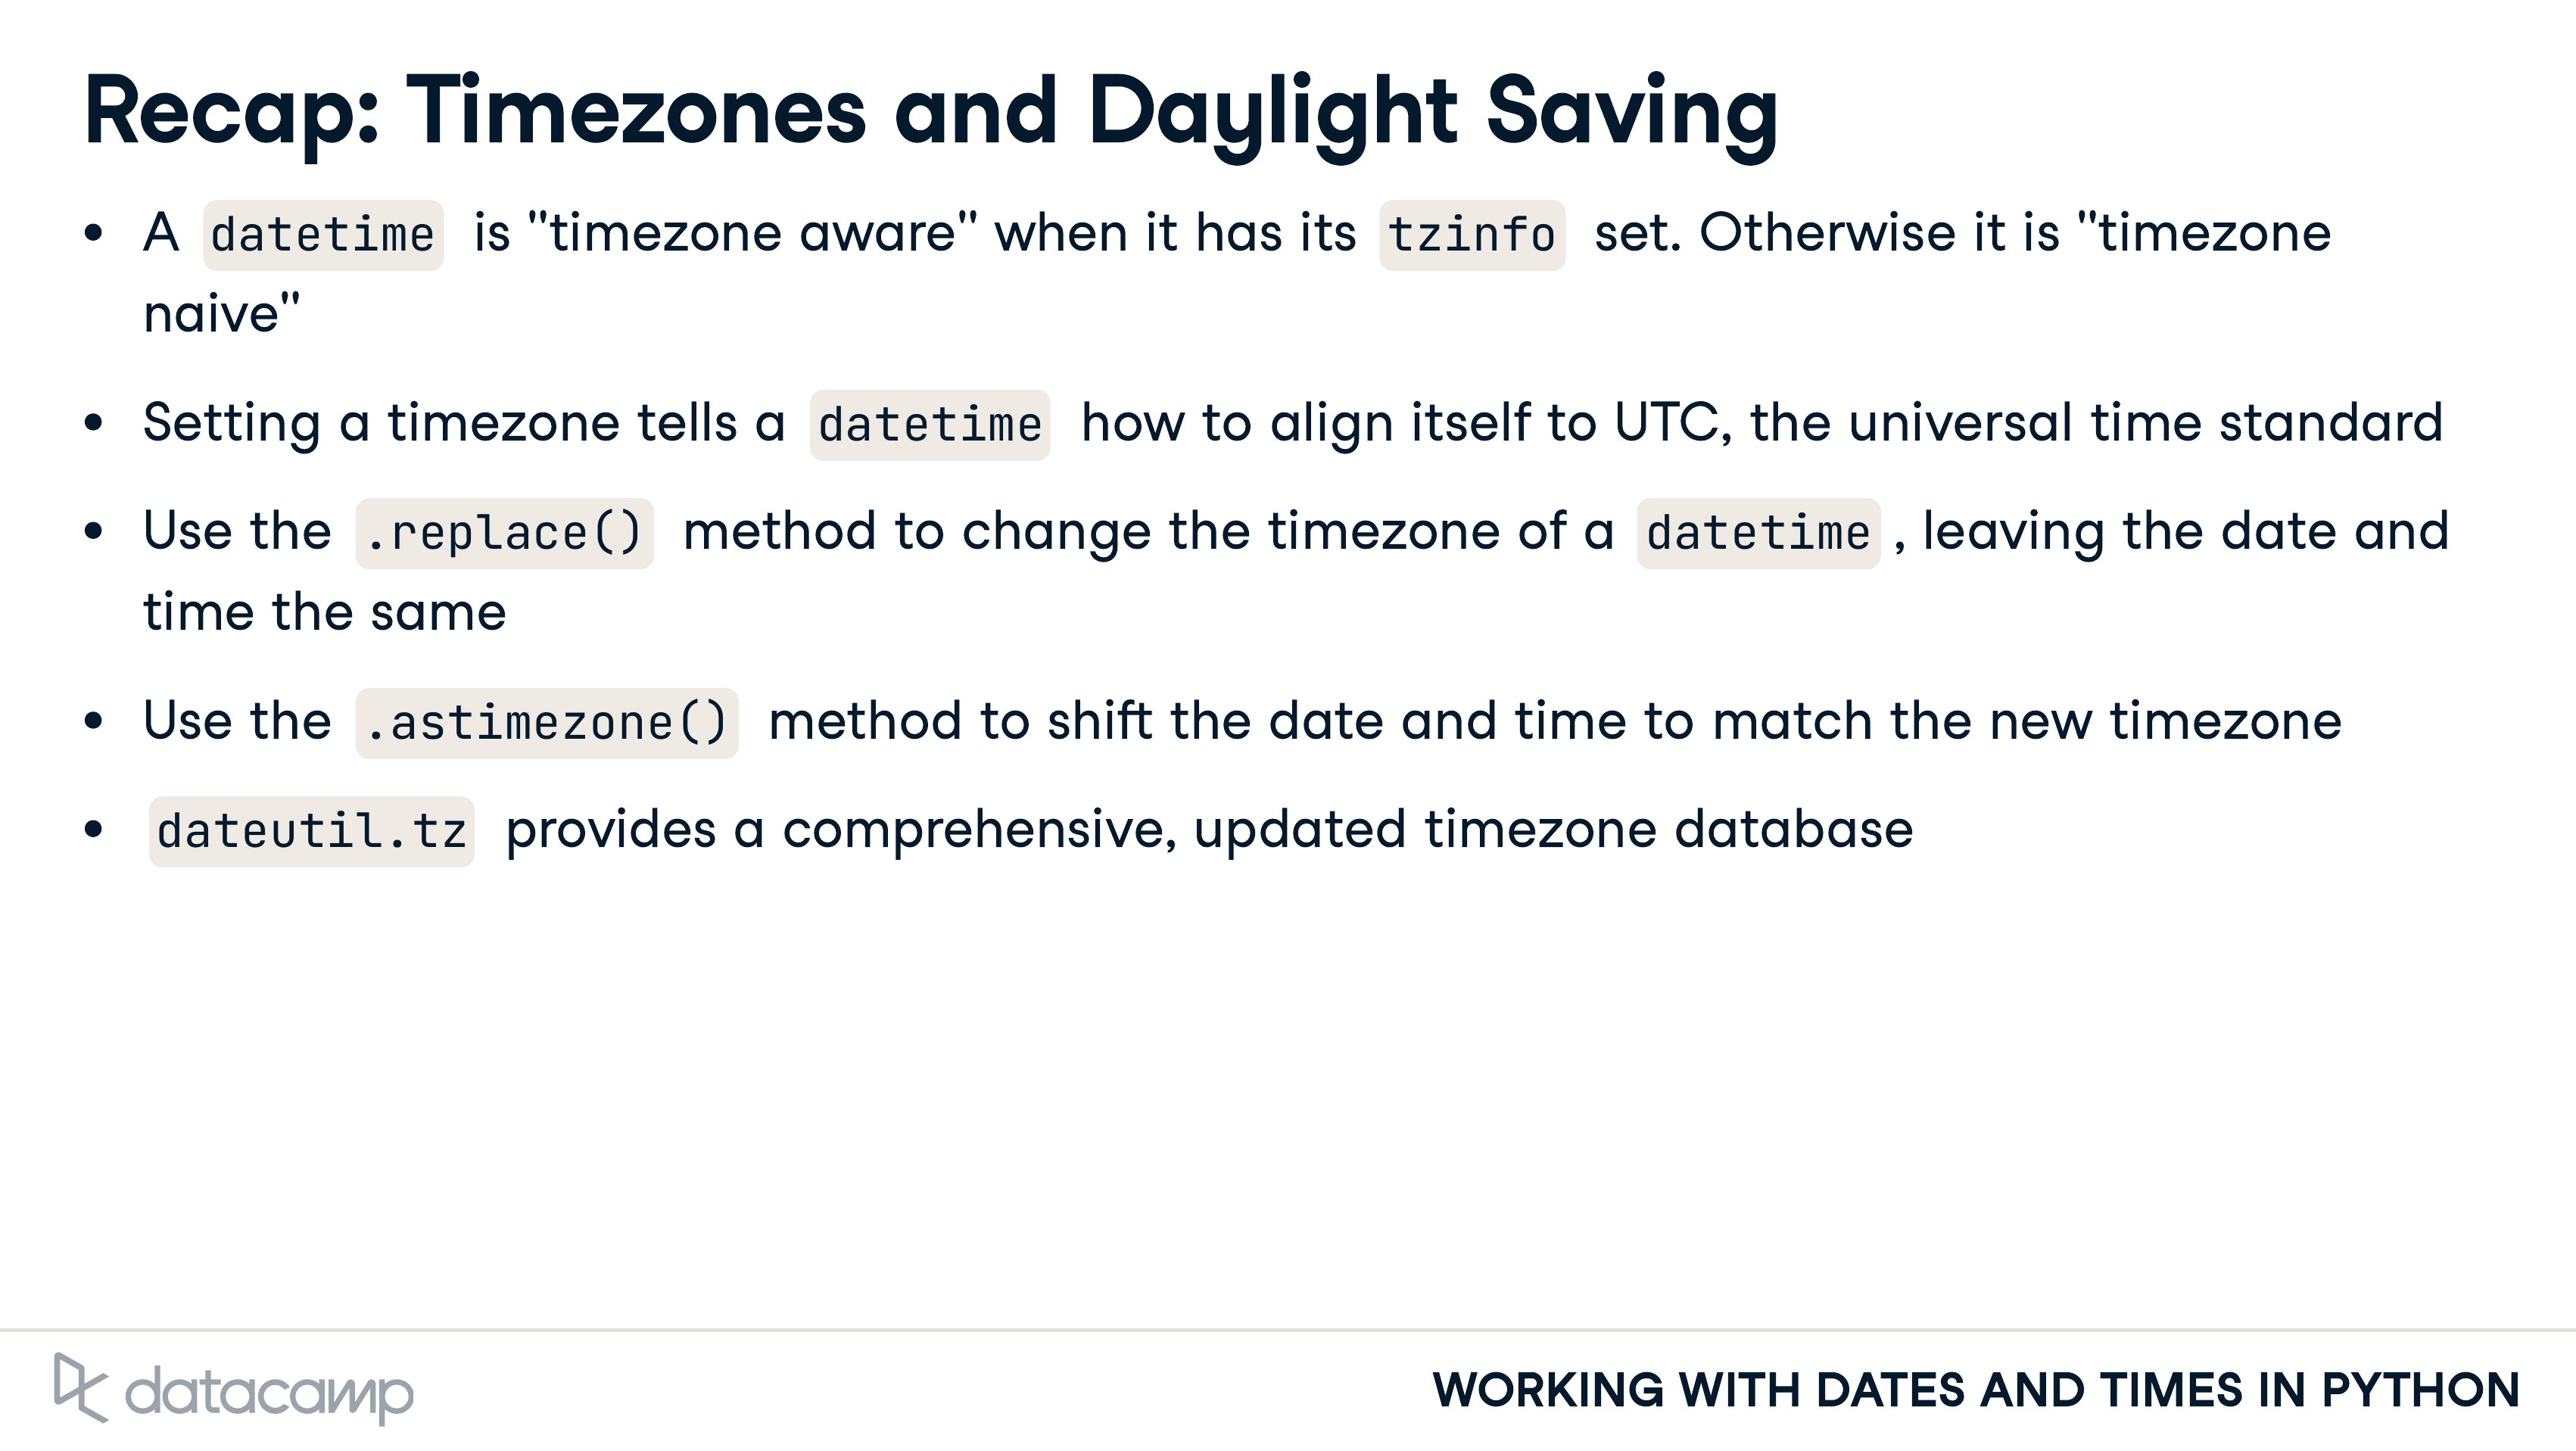 Recap: Timezones and Daylight Saving
• A datetime is "timezone aware" when it has its tzinfo set. Otherwise it is "timezone
naive"
• Setting a timezone tells a datetime how to align itself to UTC, the universal time standard
• Use the .replace() method to change the timezone of a datetime, leaving the date and
time the same
• Use the .astimezone() method to shift the date and time to match the new timezone
• dateutil.tz provides a comprehensive, updated timezone database
datacamp
WORKING WITH DATES AND TIMES IN PYTHON